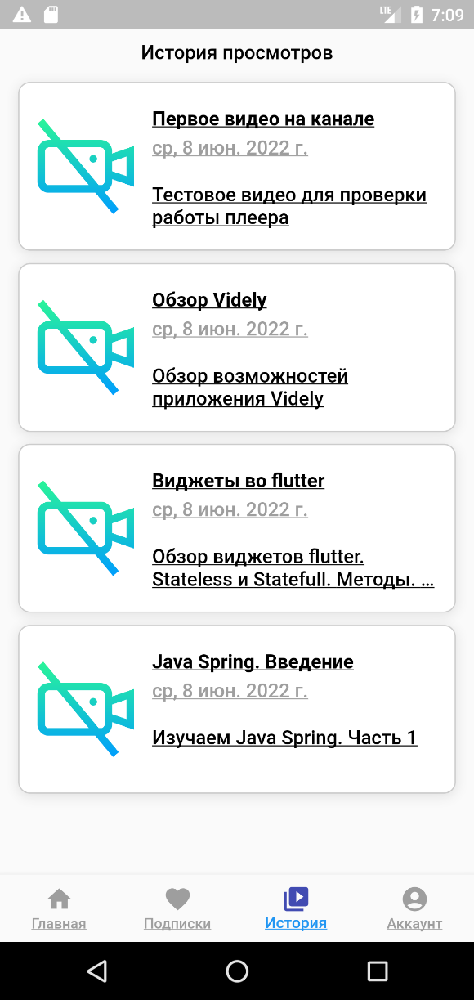 LTE 7:09
История просмотров
Первое видео на канале
ср, 8 июн. 2022 г.
Тестовое видео для проверки
работы плеера
Обзор Videly
ср, 8 июн. 2022 г.
Обзор возможностей
приложения Videly
Виджеты во flutter
ср, 8 июн. 2022 г.
Обзор виджетов flutter.
Stateless и Statefull. Методы. ...
Java Spring. Введение
ср, 8 июн. 2022 г.
Изучаем Java Spring. Часть 1
Главная Подписки История Аккаунт